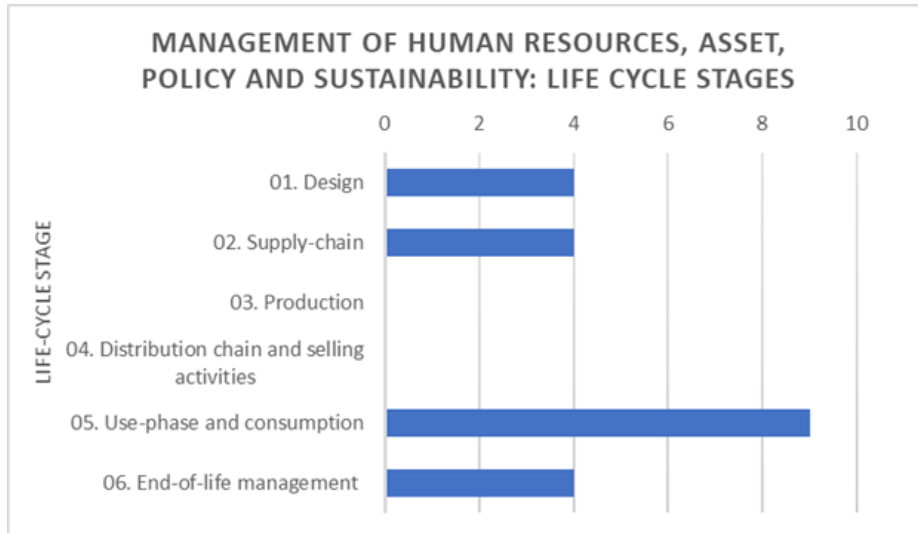 MANAGEMENT OF HUMAN RESOURCES, ASSET,
POLICY AND SUSTAINABILITY: LIFE CYCLE STAGES
0 2 4 6 8 10
LIFE-CYCLE STAGE
01. Design
02. Supply-chain
03. Production
04. Distribution chain and selling
activities
05. Use-phase and consumption
06. End-of-life management